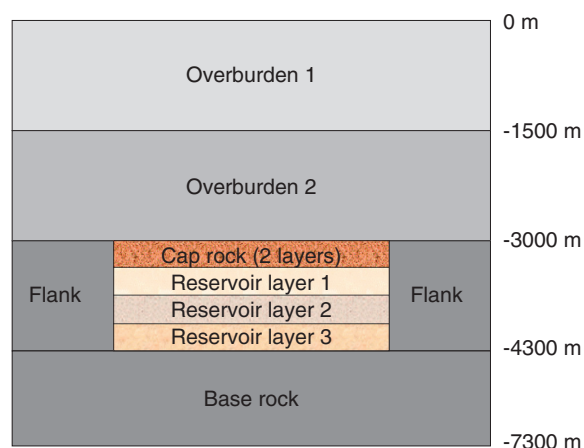 0 m
Overburden 1
-1500 m
Overburden 2
-3000 m
Cap rock (2 layers)
Flank
Reservoir layer 1
Flank
Reservoir layer 2
Reservoir layer 3
-4300 m
Base rock
-7300 m